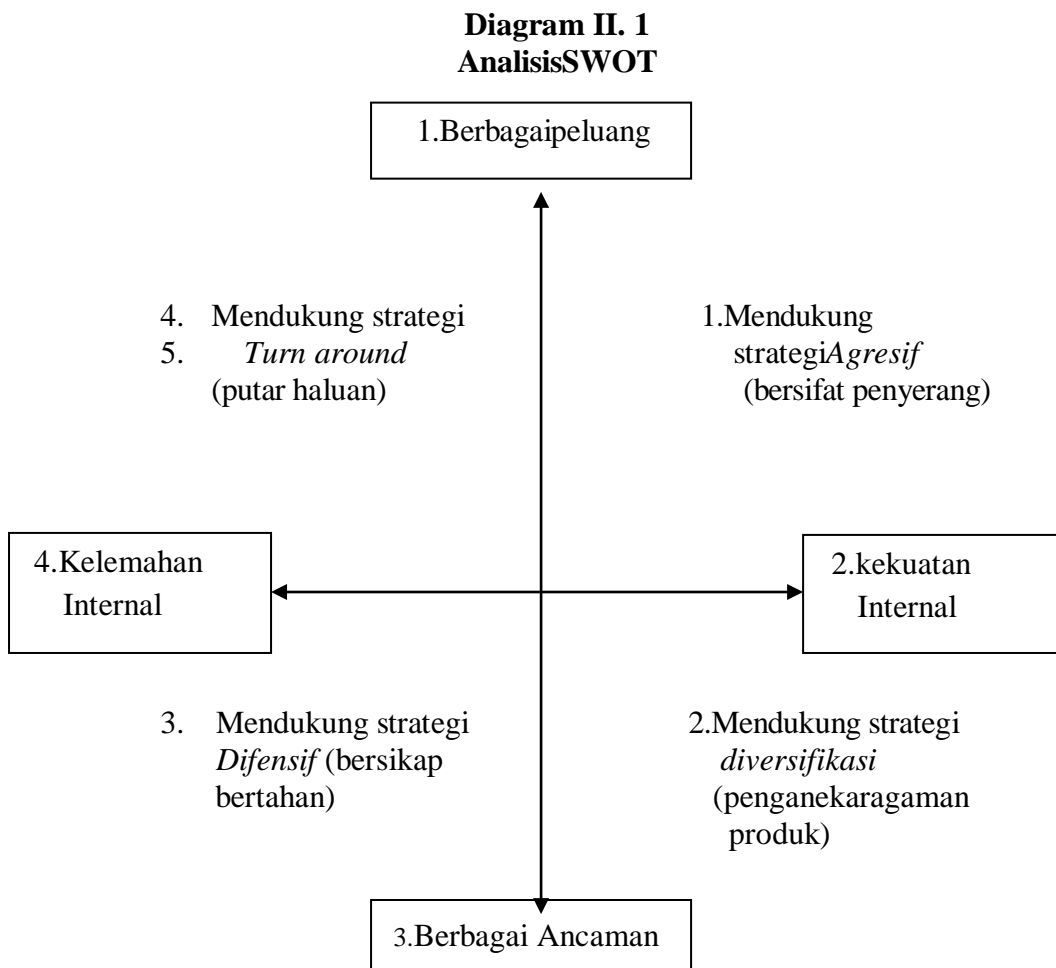 Diagram II. 1
AnalisisSWOT
1.Berbagaipeluang
4. Mendukung strategi
5. Turn around
(putar haluan)
1.Mendukung
strategiAgresif
(bersifat penyerang)
4.Kelemahan
Internal
2.kekuatan
Internal
3. Mendukung strategi
Difensif (bersikap
bertahan)
2.Mendukung strategi
diversifikasi
(penganekaragaman
produk)
3.Berbagai Ancaman